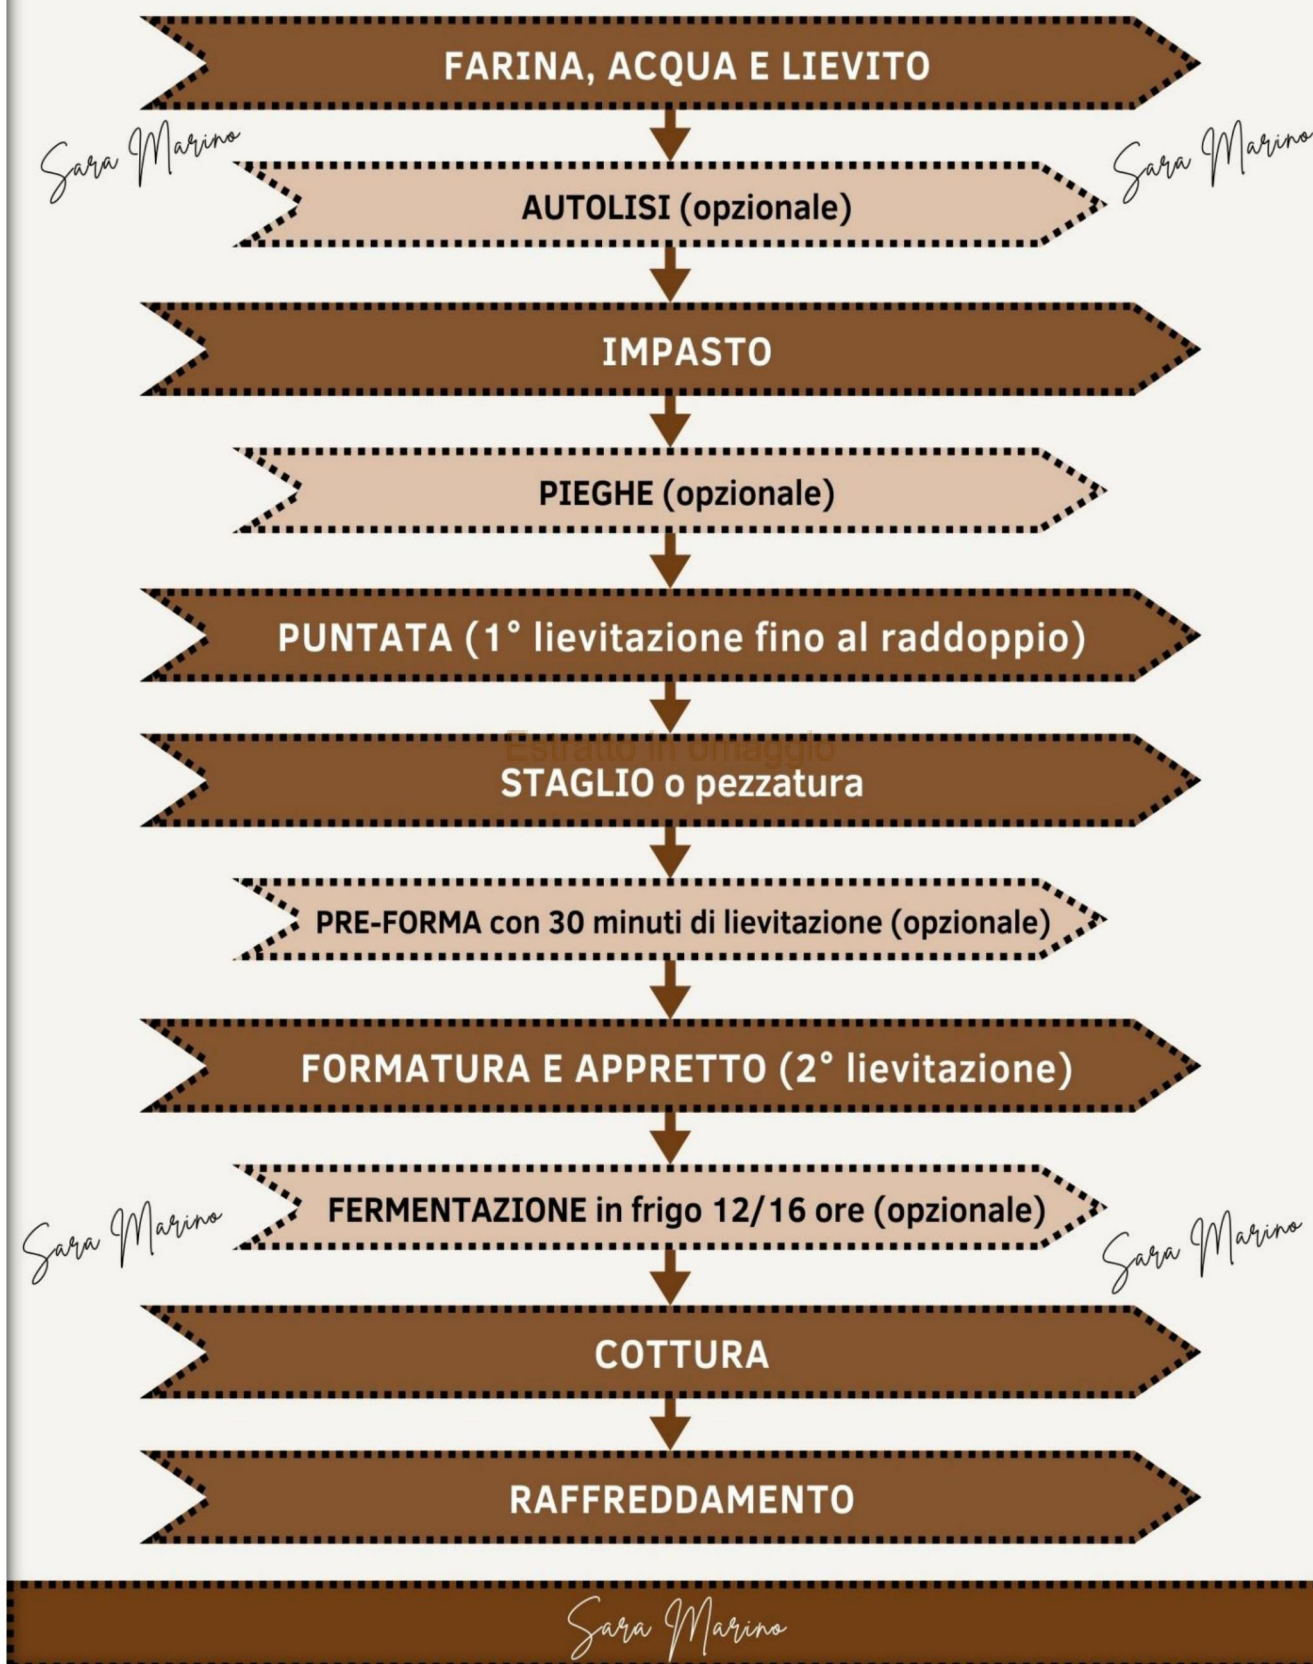 FARINA, ACQUA E LIEVITO
Sara Marino
Sara Marino
AUTOLISI (opzionale)
IMPASTO
PIEGHE (opzionale)
PUNTATA (1° lievitazione fino al raddoppio)
Estratto in omaggio
STAGLIO o pezzatura
PRE-FORMA con 30 minuti di lievitazione (opzionale)
FORMATURA E APPRETTO (2° lievitazione)
FERMENTAZIONE in frigo 12/16 ore (opzionale)
Sara Marino
Sara Marino
COTTURA
RAFFREDDAMENTO
Sara Marino